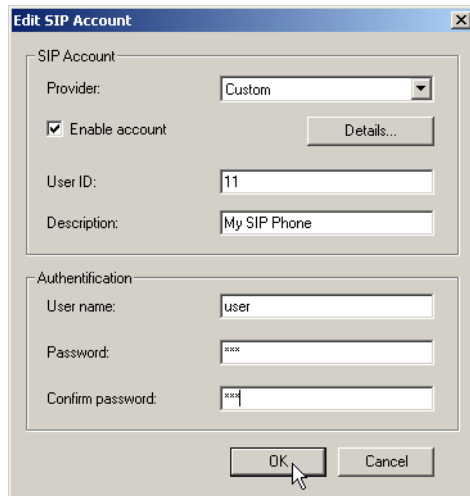 Edit SIP Account
SIP Account
Provider: Custom
Enable account Details...
User ID: 11
Description: My SIP Phone
Authentification
User name: user
Password: ***
Confirm password: ***
OK Cancel